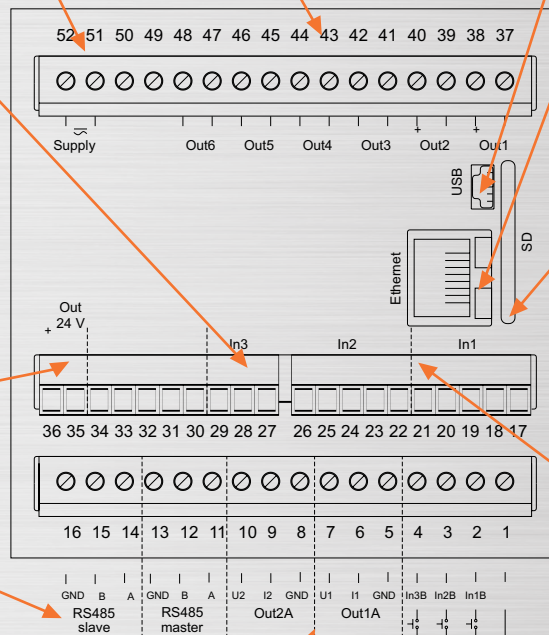 52 51 50 49 48 47 46 45 44 43 42 41 40 39 38 37
+ +
Supply Out6 Out5 Out4 Out3 Out2 Out1
USB
SD
Ethernet
Out
+ 24 V
In3 In2 In1
36 35 34 33 32 31 30 29 28 27 26 25 24 23 22 21 20 19 18 17
16 15 14 13 12 11 10 9 8 7 6 5 4 3 2 1
GND B A GND B A U2 I2 GND U1 I1 GND In3B In2B In1B
RS485 RS485 Out2A Out1A
slave master